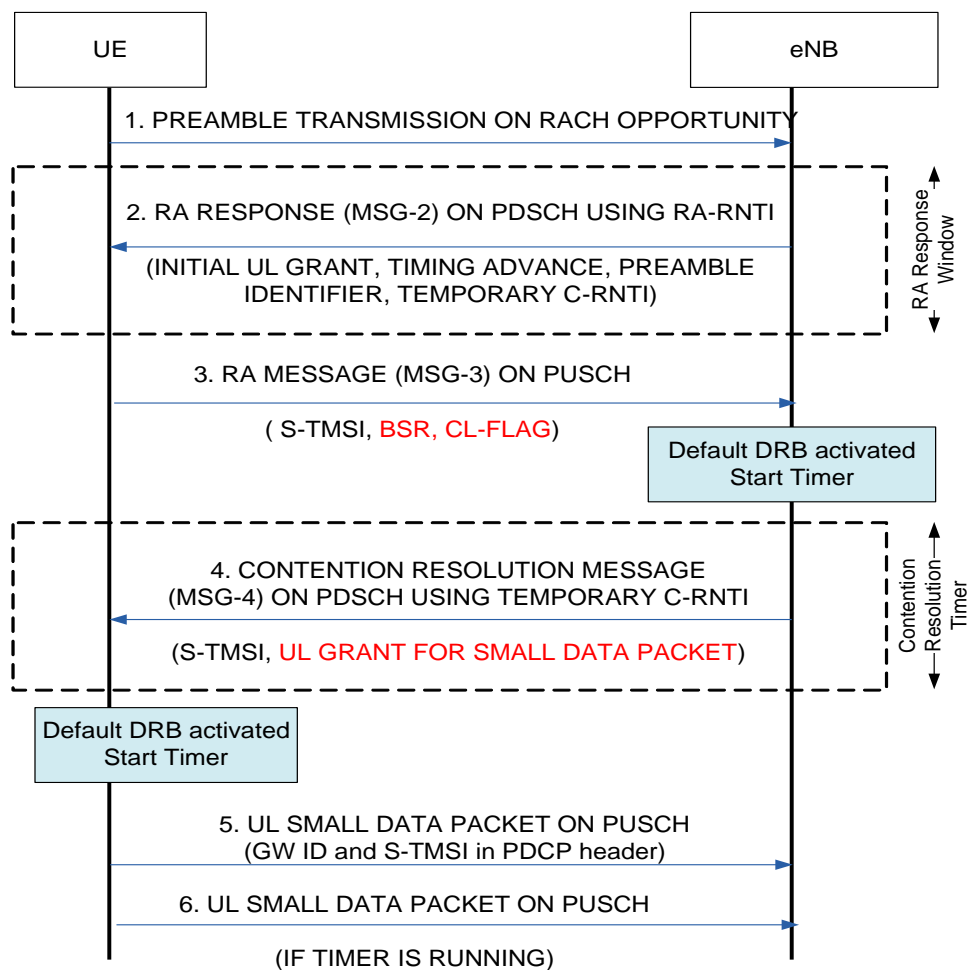 UE
eNB
1. PREAMBLE TRANSMISSION ON RACH OPPORTUNITY
2. RA RESPONSE (MSG-2) ON PDSCH USING RA-RNTI
(INITIAL UL GRANT, TIMING ADVANCE, PREAMBLE
IDENTIFIER, TEMPORARY C-RNTI)
RA Response
Window
3. RA MESSAGE (MSG-3) ON PUSCH
( S-TMSI, BSR, CL-FLAG)
Default DRB activated
Start Timer
4. CONTENTION RESOLUTION MESSAGE
(MSG-4) ON PDSCH USING TEMPORARY C-RNTI
(S-TMSI, UL GRANT FOR SMALL DATA PACKET)
Contention
Resolution
Timer
Default DRB activated
Start Timer
5. UL SMALL DATA PACKET ON PUSCH
(GW ID and S-TMSI in PDCP header)
6. UL SMALL DATA PACKET ON PUSCH
(IF TIMER IS RUNNING)